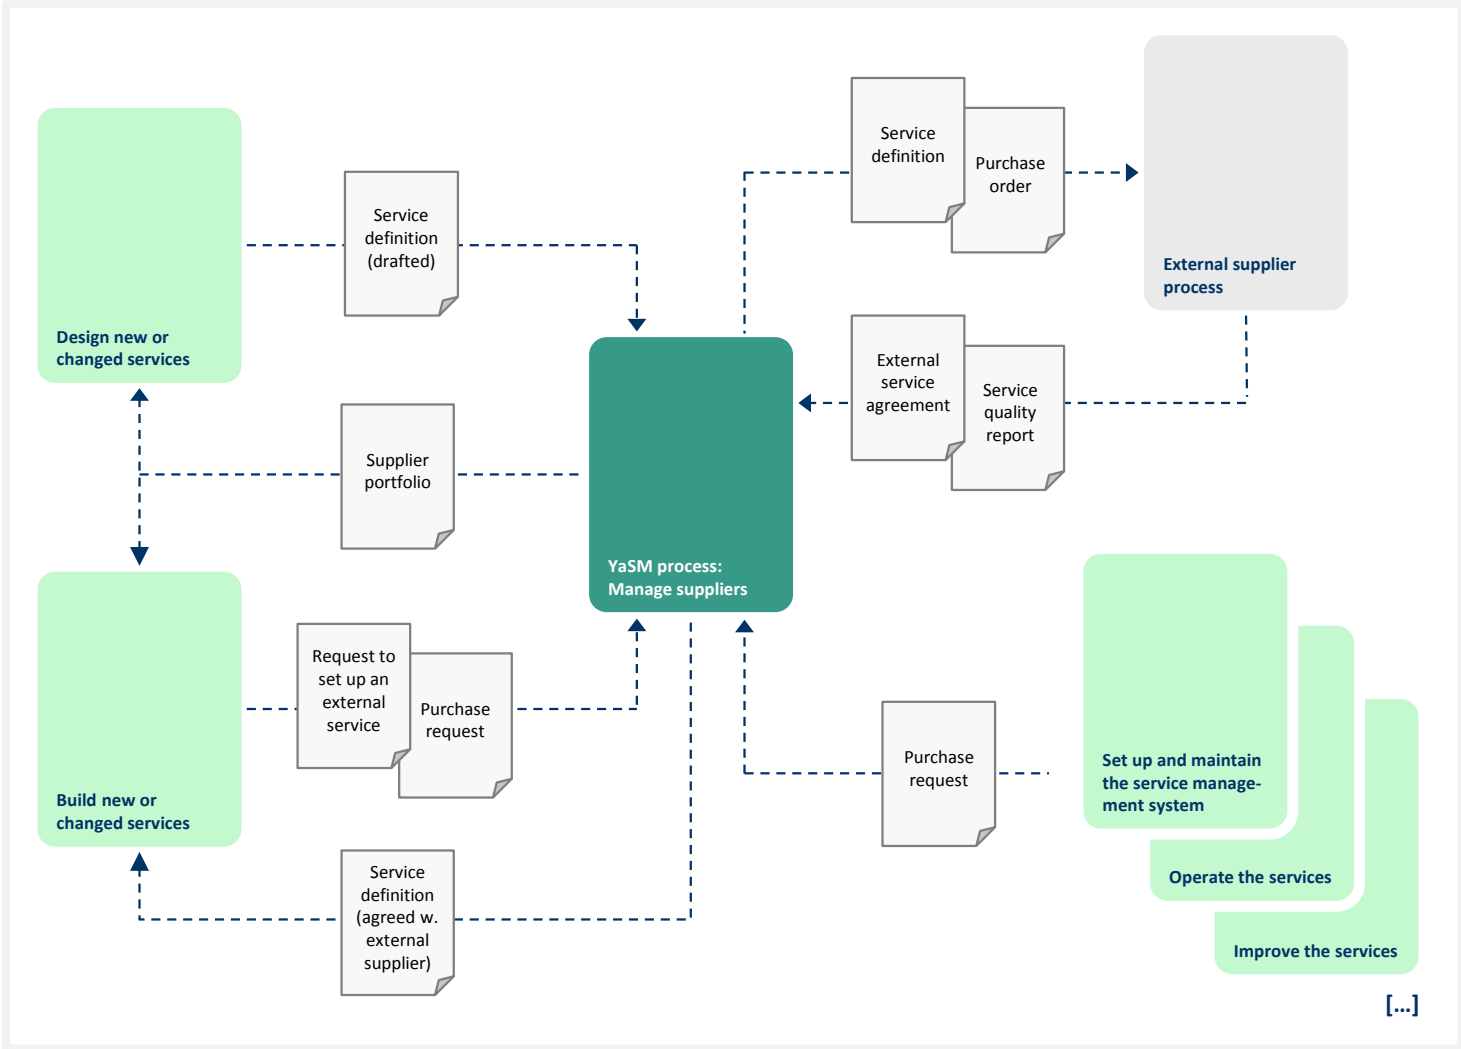 Service
definition
Purchase
order
External supplier
process
Service
definition
(drafted)
Design new or
changed services
External
service
agreement
Service
quality
report
Supplier
portfolio
YaSM process:
Manage suppliers
Request to
set up an
external
service
Purchase
request
Build new or
changed services
Purchase
request
Set up and maintain
the service manage-
ment system
Operate the services
Improve the services
Service
definition
(agreed w.
external
supplier)
[...]